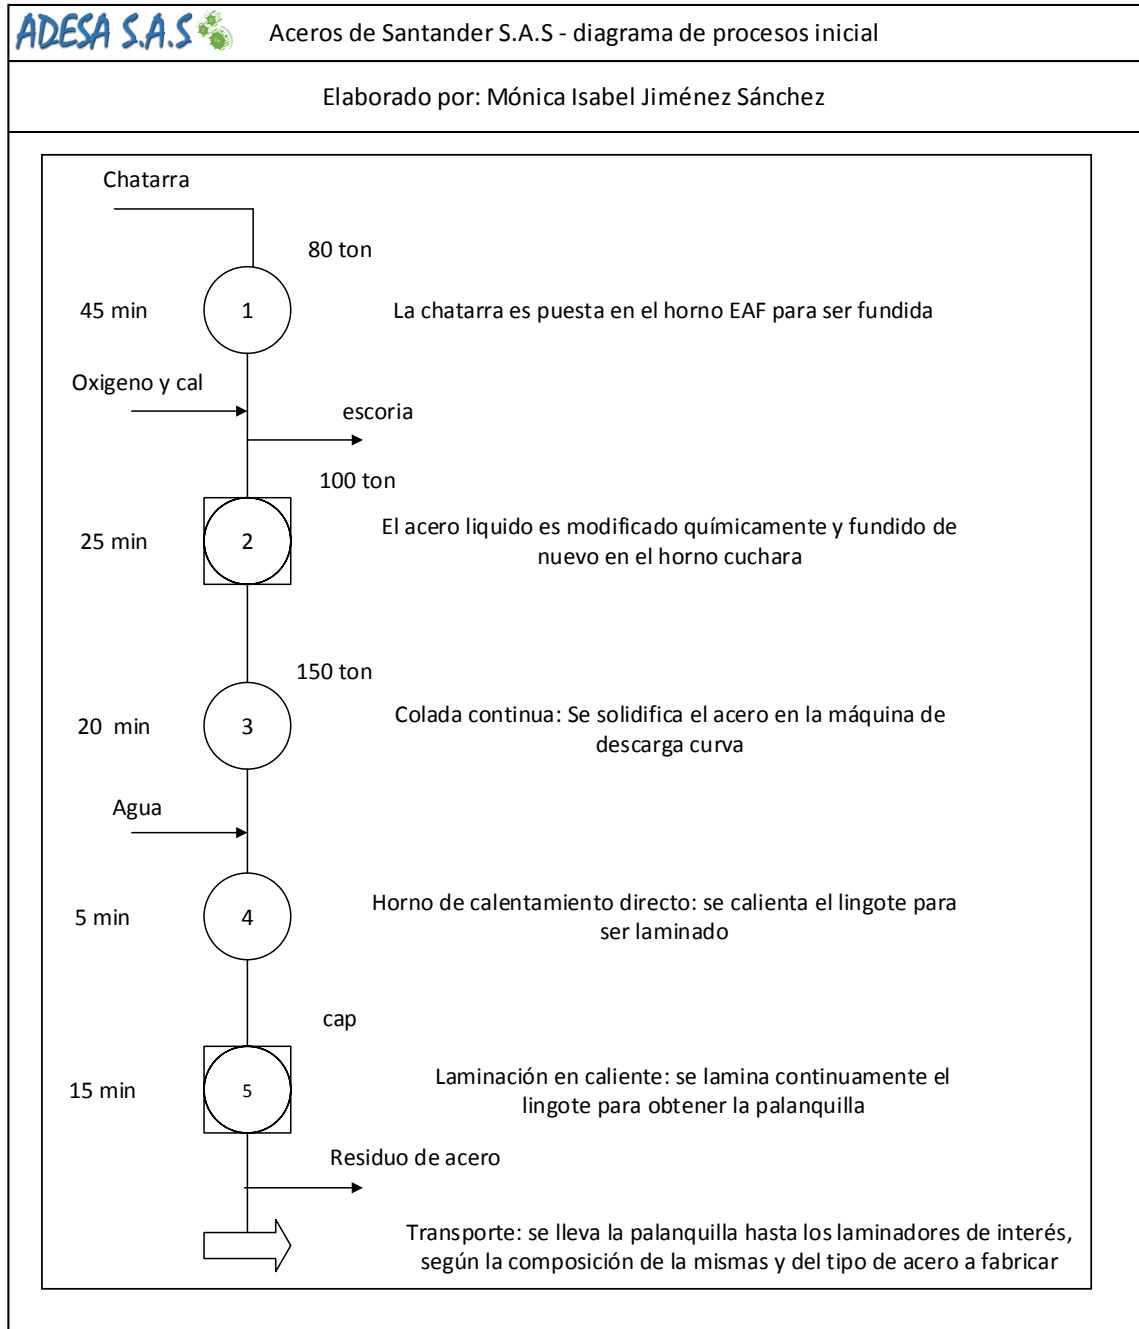 ADESA S.A.S
Aceros de Santander S.A.S - diagrama de procesos inicial
Elaborado por: Mónica Isabel Jiménez Sánchez
Chatarra
80 ton
45 min
1
La chatarra es puesta en el horno EAF para ser fundida
Oxigeno y cal
escoria
100 ton
25 min
2
El acero liquido es modificado químicamente y fundido de
nuevo en el horno cuchara
150 ton
20 min
3
Colada continua: Se solidifica el acero en la máquina de
descarga curva
Agua
5 min
4
Horno de calentamiento directo: se calienta el lingote para
ser laminado
cap
15 min
5
Laminación en caliente: se lamina continuamente el
lingote para obtener la palanquilla
Residuo de acero
Transporte: se lleva la palanquilla hasta los laminadores de interés,
según la composición de la mismas y del tipo de acero a fabricar